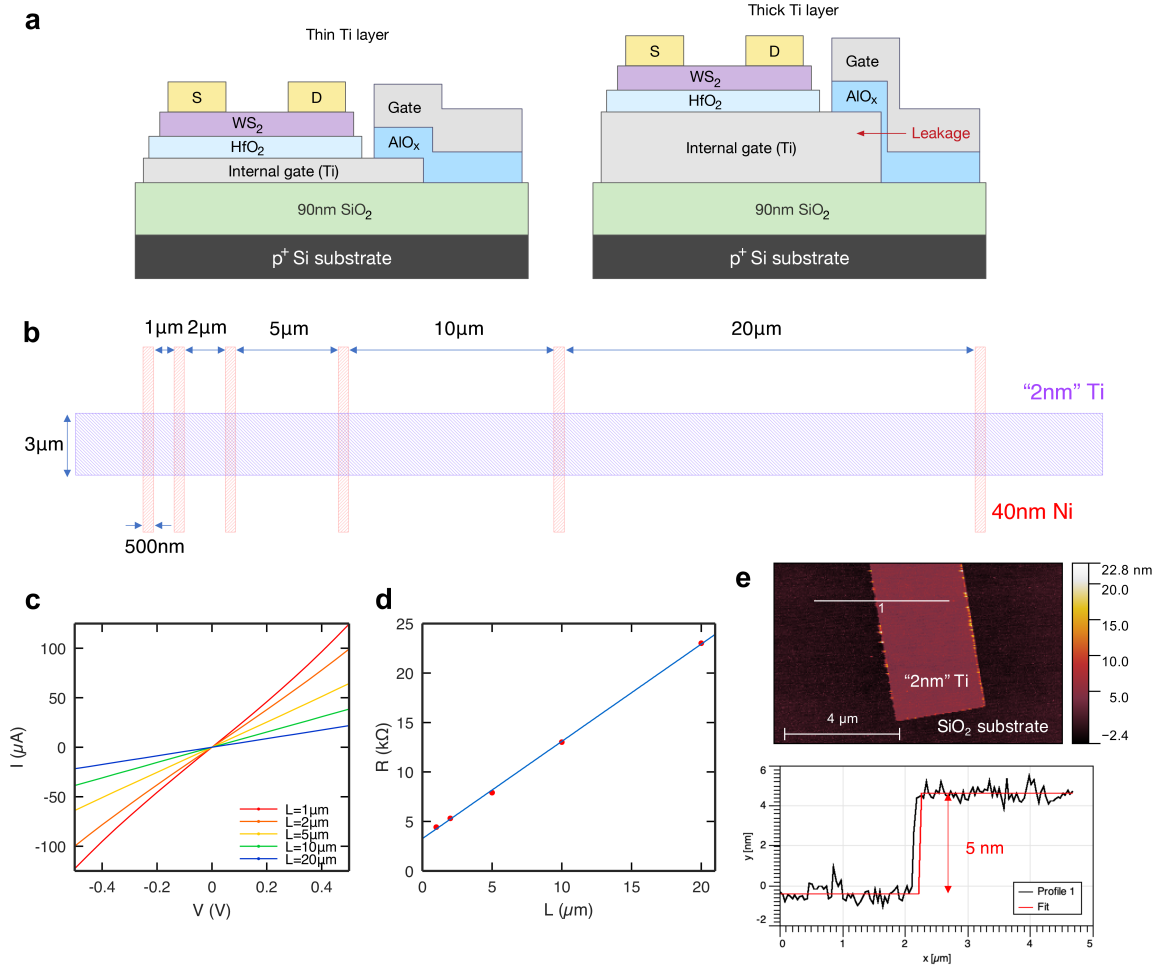 a
Thin Ti layer
Thick Ti layer
S
D
Gate
WS2
AlOx
HfO2
Internal gate (Ti)
90nm SiO2
p+ Si substrate
S
D
Gate
WS2
AlOx
HfO2
Leakage
Internal gate (Ti)
90nm SiO2
p+ Si substrate
b
1μm 2μm 5μm 10μm 20μm
“2nm” Ti
3μm
40nm Ni
500nm
c
100
50
0
-50
-100
I (μA)
-0.4 -0.2 0 0.2 0.4
V (V)
L=1μm
L=2μm
L=5μm
L=10μm
L=20μm
d
25
20
15
10
5
0
R (kΩ)
0 5 10 15 20
L (μm)
e
1
“2nm” Ti
4 μm
SiO2 substrate
22.8 nm
20.0
15.0
10.0
5.0
−2.4
6
4
2
0
-2
y [nm]
5 nm
Profile 1
Fit
0 1 2 3 4 5
x [μm]